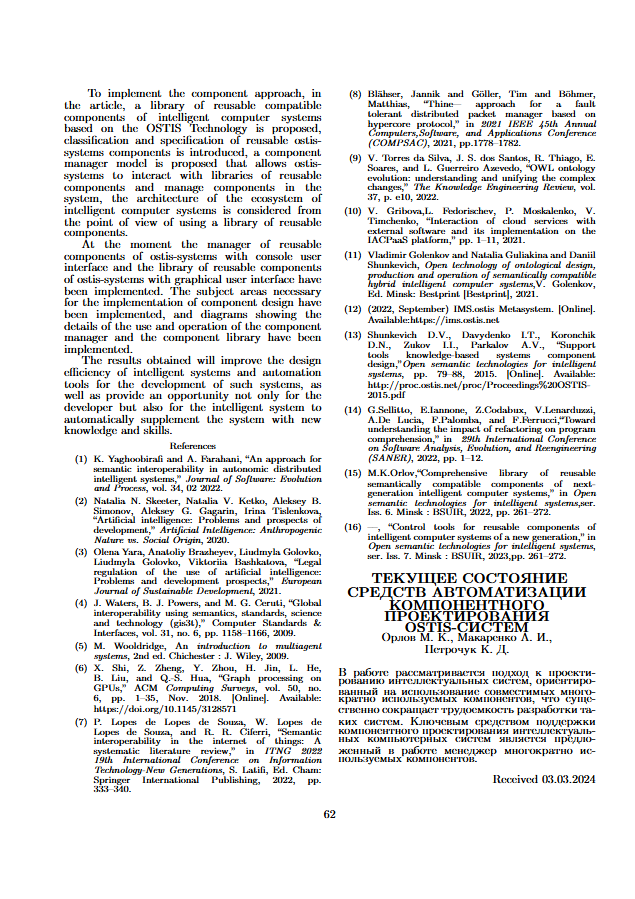 To implement the component approach, in
the article, a library of reusable compatible
components of intelligent computer systems
based on the OSTIS Technology is proposed,
classification and specification of reusable ostis-
systems components is introduced, a component
manager model is proposed that allows ostis-
systems to interact with libraries of reusable
components and manage components in the
system, the architecture of the ecosystem of
intelligent computer systems is considered from
the point of view of using a library of reusable
components.
At the moment the manager of reusable
components of ostis-systems with console user
interface and the library of reusable components
of ostis-systems with graphical user interface have
been implemented. The subject areas necessary
for the implementation of component design have
been implemented, and diagrams showing the
details of the use and operation of the component
manager and the component library have been
implemented.
The results obtained will improve the design
efficiency of intelligent systems and automation
tools for the development of such systems, as
well as provide an opportunity not only for the
developer but also for the intelligent system to
automatically supplement the system with new
knowledge and skills.
References
(1) K. Yaghoobirafi and A. Farahani, “An approach for
semantic interoperability in autonomic distributed
intelligent systems,” Journal of Software: Evolution
and Process, vol. 34, 02 2022.
(2) Natalia N. Skeeter, Natalia V. Ketko, Aleksey B.
Simonov, Aleksey G. Gagarin, Irina Tislenkova,
“Artificial intelligence: Problems and prospects of
development,” Artificial Intelligence: Anthropogenic
Nature vs. Social Origin, 2020.
(3) Olena Yara, Anatoliy Brazheyev, Liudmyla Golovko,
Liudmyla Golovko, Viktoriia Bashkatova, “Legal
regulation of the use of artificial intelligence:
Problems and development prospects,” European
Journal of Sustainable Development, 2021.
(4) J. Waters, B. J. Powers, and M. G. Ceruti, “Global
interoperability using semantics, standards, science
and technology (gis3t),” Computer Standards &
Interfaces, vol. 31, no. 6, pp. 1158–1166, 2009.
(5) M. Wooldridge, An introduction to multiagent
systems, 2nd ed. Chichester : J. Wiley, 2009.
(6) X. Shi, Z. Zheng, Y. Zhou, H. Jin, L. He,
B. Liu, and Q.-S. Hua, “Graph processing on
GPUs,” ACM Computing Surveys, vol. 50, no.
6, pp. 1–35, Nov. 2018. [Online]. Available:
https://doi.org/10.1145/3128571
(7) P. Lopes de Lopes de Souza, W. Lopes de
Lopes de Souza, and R. R. Ciferri, “Semantic
interoperability in the internet of things: A
systematic literature review,” in ITNG 2022
19th International Conference on Information
Technology-New Generations, S. Latifi, Ed. Cham:
Springer International Publishing, 2022, pp.
333–340.
(8) Blähser, Jannik and Göller, Tim and Böhmer,
Matthias, “Thine— approach for a fault
tolerant distributed packet manager based on
hypercore protocol,” in 2021 IEEE 45th Annual
Computers,Software, and Applications Conference
(COMPSAC), 2021, pp.1778–1782.
(9) V. Torres da Silva, J. S. dos Santos, R. Thiago, E.
Soares, and L. Guerreiro Azevedo, “OWL ontology
evolution: understanding and unifying the complex
changes,” The Knowledge Engineering Review, vol.
37, p. e10, 2022.
(10) V. Gribova,L. Fedorischev, P. Moskalenko, V.
Timchenko, “Interaction of cloud services with
external software and its implementation on the
IACPaaS platform,” pp. 1–11, 2021.
(11) Vladimir Golenkov and Natalia Guliakina and Daniil
Shunkevich, Open technology of ontological design,
production and operation of semantically compatible
hybrid intelligent computer systems,V. Golenkov,
Ed. Minsk: Bestprint [Bestprint], 2021.
(12) (2022, September) IMS.ostis Metasystem. [Online].
Available:https://ims.ostis.net
(13) Shunkevich D.V., Davydenko I.T., Koronchik
D.N., Zukov I.I., Parkalov A.V., “Support
tools knowledge-based systems component
design,”Open semantic technologies for intelligent
systems, pp. 79–88, 2015. [Online]. Available:
http://proc.ostis.net/proc/Proceedings%20OSTIS-
2015.pdf
(14) G.Sellitto, E.Iannone, Z.Codabux, V.Lenarduzzi,
A.De Lucia, F.Palomba, and F.Ferrucci,“Toward
understanding the impact of refactoring on program
comprehension,” in 29th International Conference
on Software Analysis, Evolution, and Reengineering
(SANER), 2022, pp. 1–12.
(15) M.K.Orlov,“Comprehensive library of reusable
semantically compatible components of next-
generation intelligent computer systems,” in Open
semantic technologies for intelligent systems,ser.
Iss. 6. Minsk : BSUIR, 2022, pp. 261–272.
(16) —, “Control tools for reusable components of
intelligent computer systems of a new generation,” in
Open semantic technologies for intelligent systems,
ser. Iss. 7. Minsk : BSUIR, 2023,pp. 261–272.
ТЕКУЩЕЕ СОСТОЯНИЕ
СРЕДСТВ АВТОМАТИЗАЦИИ
КОМПОНЕНТНОГО
ПРОЕКТИРОВАНИЯ
OSTIS-СИСТЕМ
Орлов М. К., Макаренко А. И.,
Петрочук К. Д.
В работе рассматривается подход к проекти-
рованию интеллектуальных систем, ориентиро-
ванный на использование совместимых много-
кратно используемых компонентов, что суще-
ственно сокращает трудоемкость разработки та-
ких систем. Ключевым средством поддержки
компонентного проектирования интеллектуаль-
ных компьютерных систем является предло-
женный в работе менеджер многократно ис-
пользуемых компонентов.
Received 03.03.2024
62